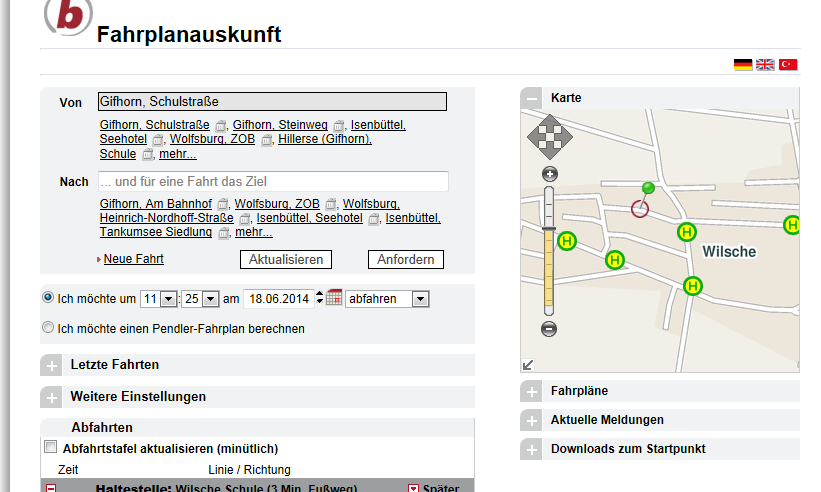 b
Fahrplanauskunft
Von
Gifhorn, Schulstraße
Gifhorn, Schulstraße, Gifhorn, Steinweg, Isenbüttel,
Seehotel, Wolfsburg, ZOB, Hillerse (Gifhorn),
Schule, mehr...
Nach
... und für eine Fahrt das Ziel
Gifhorn, Am Bahnhof, Wolfsburg, ZOB, Wolfsburg,
Heinrich-Nordhoff-Straße, Isenbüttel, Seehotel, Isenbüttel,
Tankumsee Siedlung, mehr...
Neue Fahrt Aktualisieren Anfordern
Ich möchte um 11 : 25 am 18.06.2014 abfahren
Ich möchte einen Pendler-Fahrplan berechnen
Letzte Fahrten
Weitere Einstellungen
Abfahrten
Abfahrtstafel aktualisieren (minütlich)
Zeit Linie / Richtung
Haltestelle: Wilsche Schule (3 Min. Fußweg) Später
Karte
H
H
H
H
H
Wilsche
Fahrpläne
Aktuelle Meldungen
Downloads zum Startpunkt